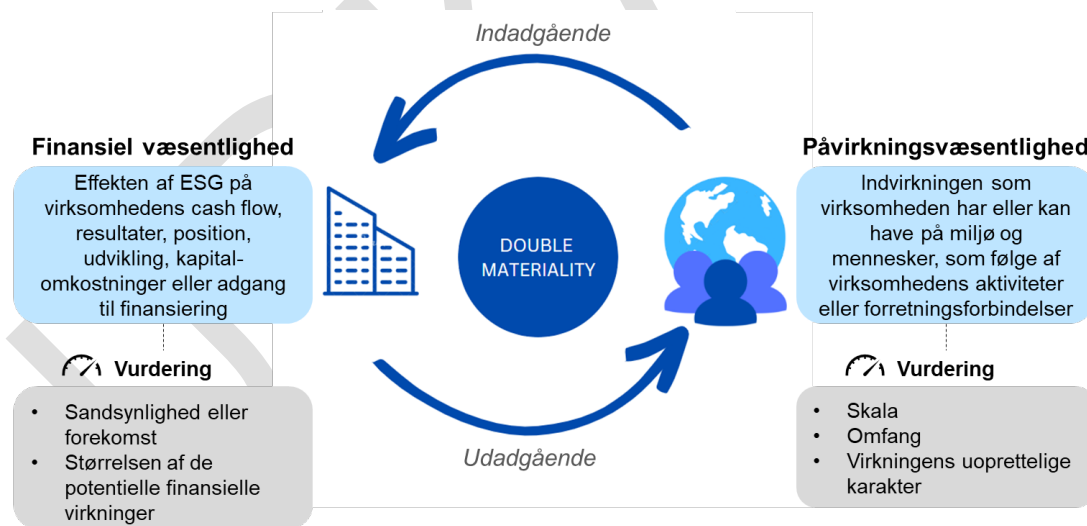 Indadgående
Finansiel væsentlighed
Effekten af ESG på
virksomhedens cash flow,
resultater, position,
udvikling, kapital-
omkostninger eller adgang
til finansiering
Vurdering
• Sandsynlighed eller
forekomst
• Størrelsen af de
potentielle finansielle
virkninger
DOUBLE
MATERIALITY
Udadgående
Påvirkningsvæsentlighed
Indvirkningen som
virksomheden har eller kan
have på miljø og
mennesker, som følge af
virksomhedens aktiviteter
eller forretningsforbindelser
Vurdering
• Skala
• Omfang
• Virkningens uoprettelige
karakter